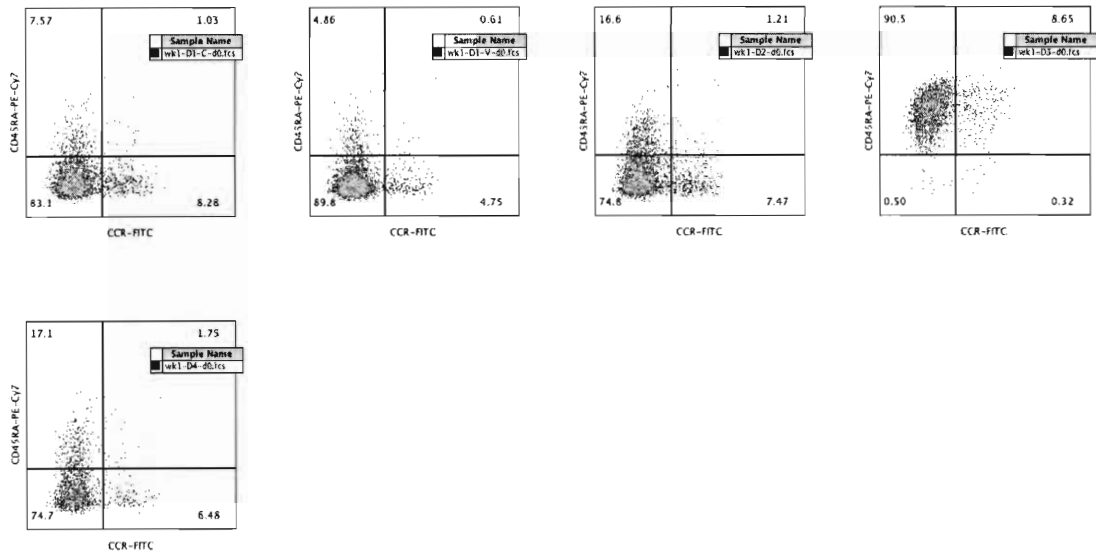 7.57 1.03
Sample Name
wk1-D1-C-d0.fcs
CD45RA-PE-Cy7
83.1 8.28
CCR-FITC
4.86 0.61
Sample Name
wk1-D1-V-d0.fcs
CD45RA-PE-Cy7
89.8 4.75
CCR-FITC
16.6 1.21
Sample Name
wk1-D2-d0.fcs
CD45RA-PE-Cy7
74.8 7.47
CCR-FITC
90.5 8.65
Sample Name
wk1-D3-d0.fcs
CD45RA-PE-Cy7
0.50 0.32
CCR-FITC
17.1 1.75
Sample Name
wk1-D4-d0.fcs
CD45RA-PE-Cy7
74.7 6.48
CCR-FITC